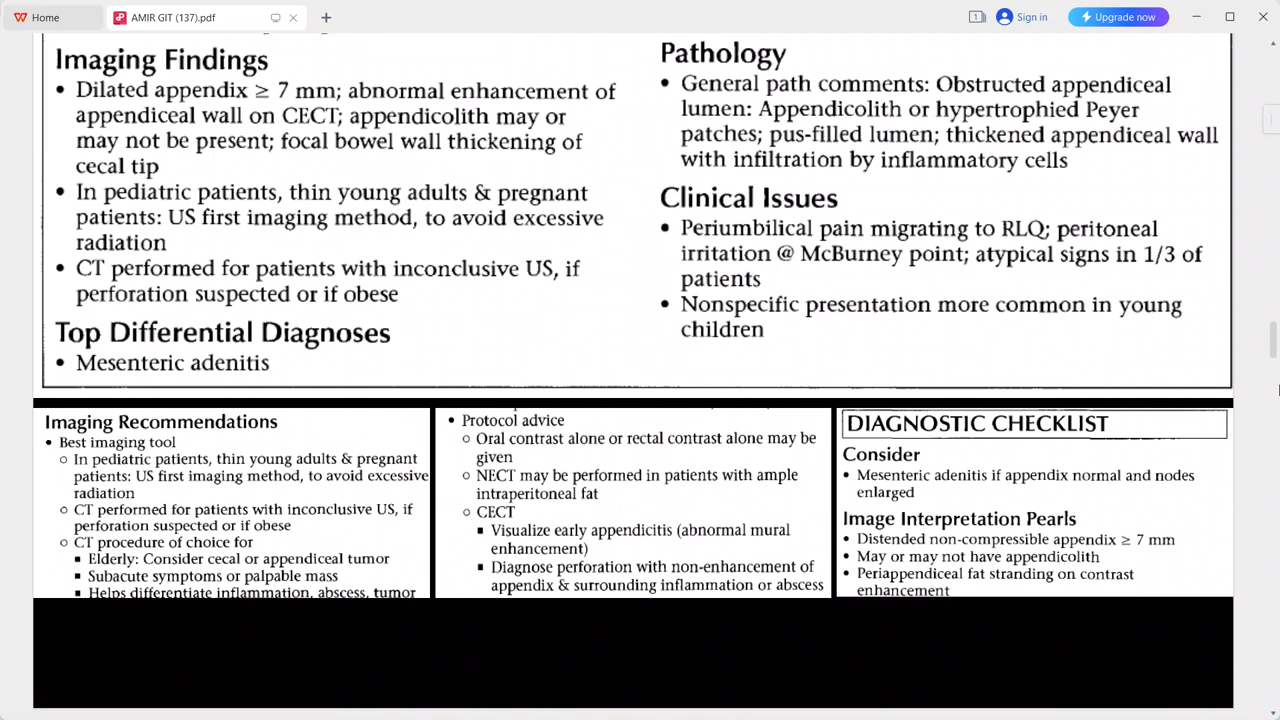 Home
AMIR GIT (137).pdf
Sign in
Upgrade now
Imaging Findings
• Dilated appendix ≥ 7 mm; abnormal enhancement of
appendiceal wall on CECT; appendicolith may or
may not be present; focal bowel wall thickening of
cecal tip
• In pediatric patients, thin young adults & pregnant
patients: US first imaging method, to avoid excessive
radiation
• CT performed for patients with inconclusive US, if
perforation suspected or if obese
Top Differential Diagnoses
• Mesenteric adenitis
Pathology
• General path comments: Obstructed appendiceal
lumen: Appendicolith or hypertrophied Peyer
patches; pus-filled lumen; thickened appendiceal wall
with infiltration by inflammatory cells
Clinical Issues
• Periumbilical pain migrating to RLQ; peritoneal
irritation @ McBurney point; atypical signs in 1/3 of
patients
• Nonspecific presentation more common in young
children
Imaging Recommendations
• Best imaging tool
○ In pediatric patients, thin young adults & pregnant
patients: US first imaging method, to avoid excessive
radiation
○ CT performed for patients with inconclusive US, if
perforation suspected or if obese
○ CT procedure of choice for
▪ Elderly: Consider cecal or appendiceal tumor
▪ Subacute symptoms or palpable mass
▪ Helps differentiate inflammation, abscess, tumor
• Protocol advice
○ Oral contrast alone or rectal contrast alone may be
given
○ NECT may be performed in patients with ample
intraperitoneal fat
○ CECT
▪ Visualize early appendicitis (abnormal mural
enhancement)
▪ Diagnose perforation with non-enhancement of
appendix & surrounding inflammation or abscess
DIAGNOSTIC CHECKLIST
Consider
• Mesenteric adenitis if appendix normal and nodes
enlarged
Image Interpretation Pearls
• Distended non-compressible appendix ≥ 7 mm
• May or may not have appendicolith
• Periappendiceal fat stranding on contrast
enhancement